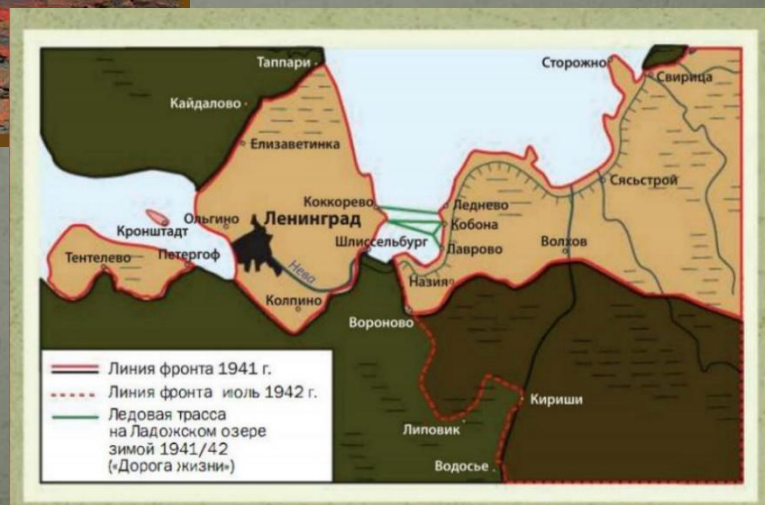 Таппари
Сторожно
Свирица
Кайдалово
Елизаветинка
Сясьстрой
Коккорево
Леднево
Ольгино
Ленинград
Кобона
Кронштадт
Шлиссельбург
Лаврово
Волхов
Тентелево
Петергоф
Нева
Назия
Колпино
Вороново
Линия фронта 1941 г.
Линия фронта июль 1942 г.
Ледовая трасса
на Ладожском озере
зимой 1941/42
(«Дорога жизни»)
Кириши
Липовик
Водосье